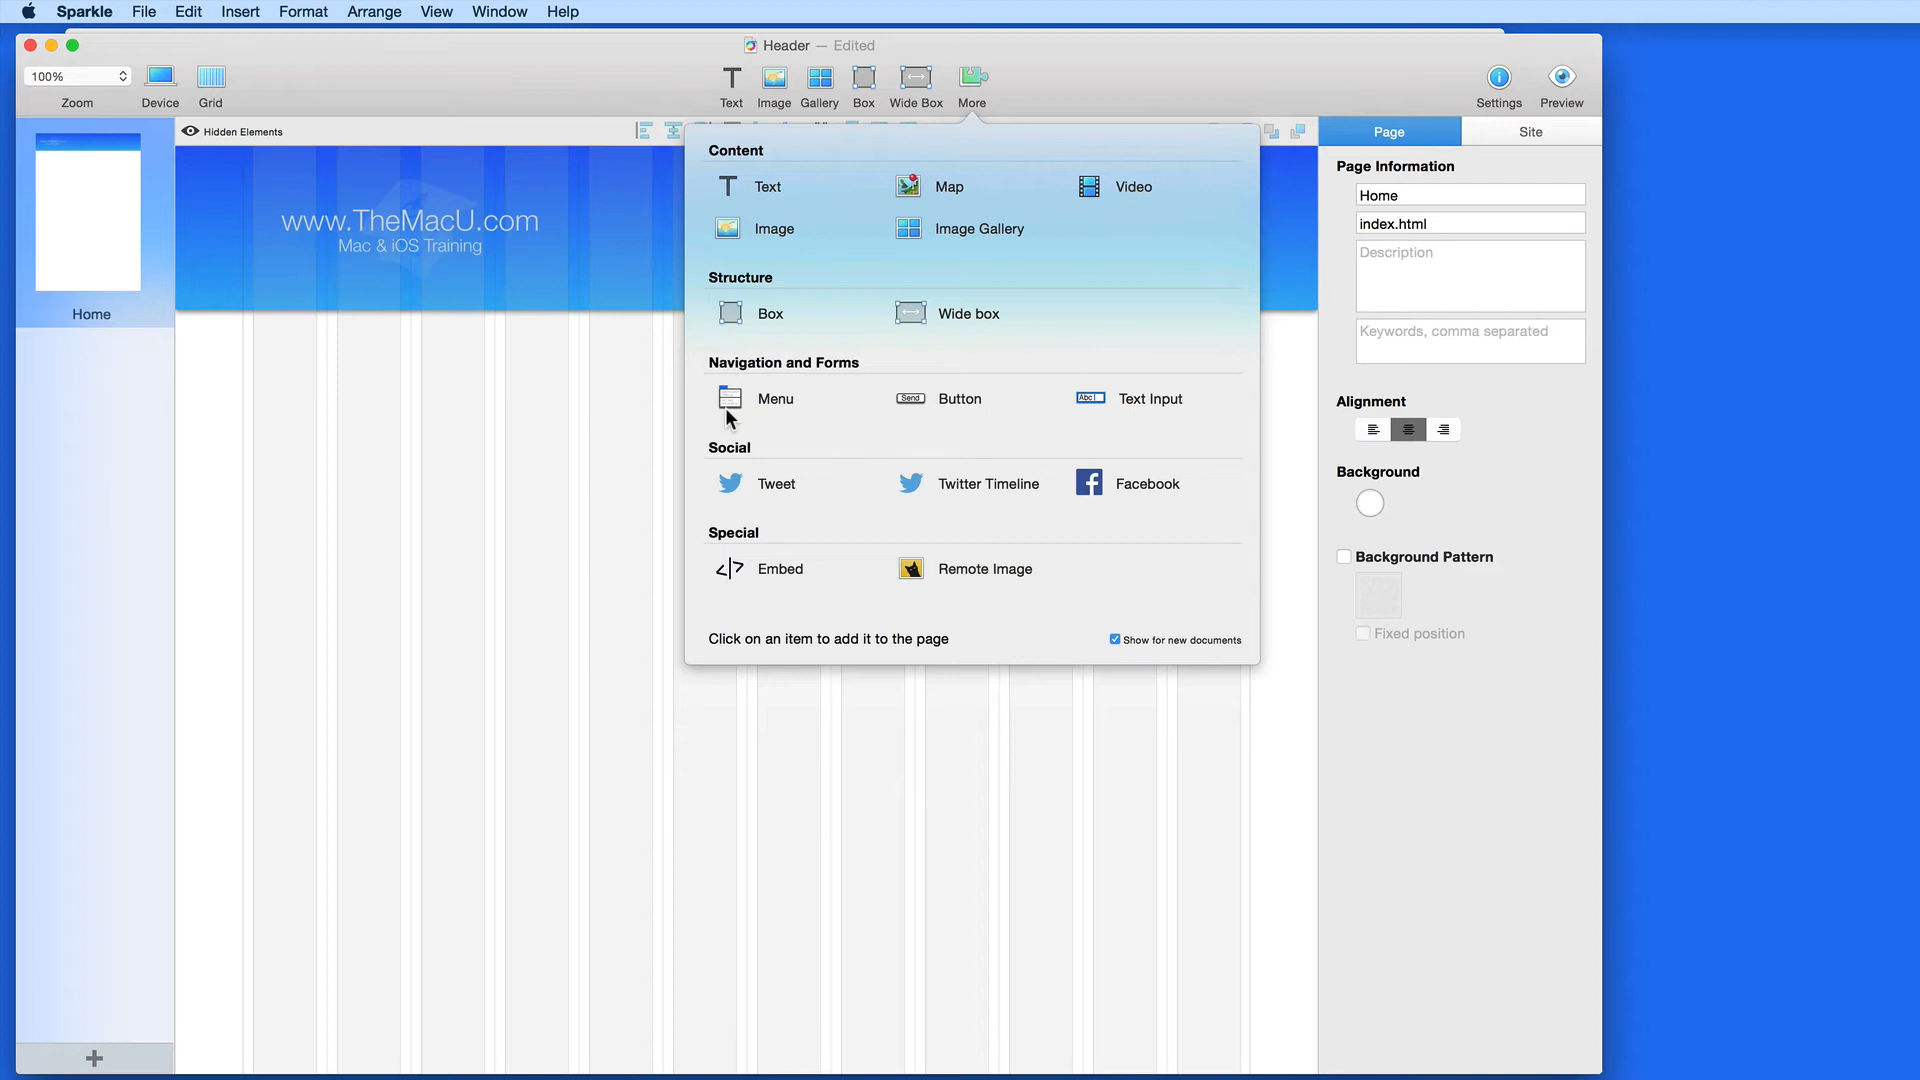 Sparkle File Edit Insert Format Arrange View Window Help
Header — Edited
100%
Zoom Device Grid Text Image Gallery Box Wide Box More Settings Preview
Hidden Elements
Page Site
Home
www.TheMacU.com
Mac & iOS Training
Content
Text Map Video
Image Image Gallery
Structure
Box Wide box
Navigation and Forms
Menu Send Button Abc Text Input
Social
Tweet Twitter Timeline Facebook
Special
Embed Remote Image
Click on an item to add it to the page Show for new documents
Page Information
Home
index.html
Description
Keywords, comma separated
Alignment
Background
Background Pattern
Fixed position